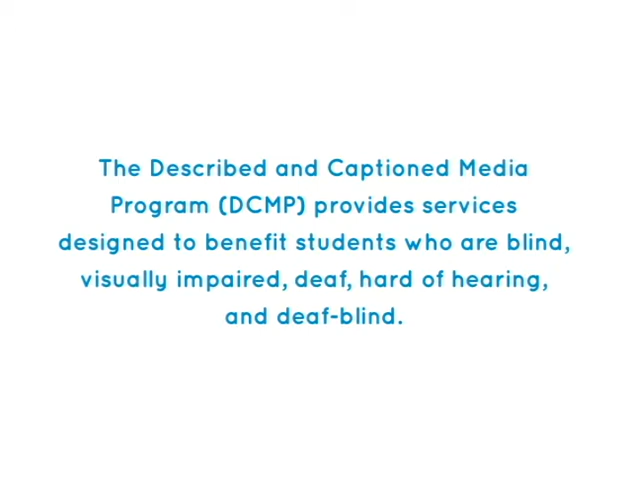 The Described and Captioned Media
Program (DCMP) provides services
designed to benefit students who are blind,
visually impaired, deaf, hard of hearing,
and deaf-blind.